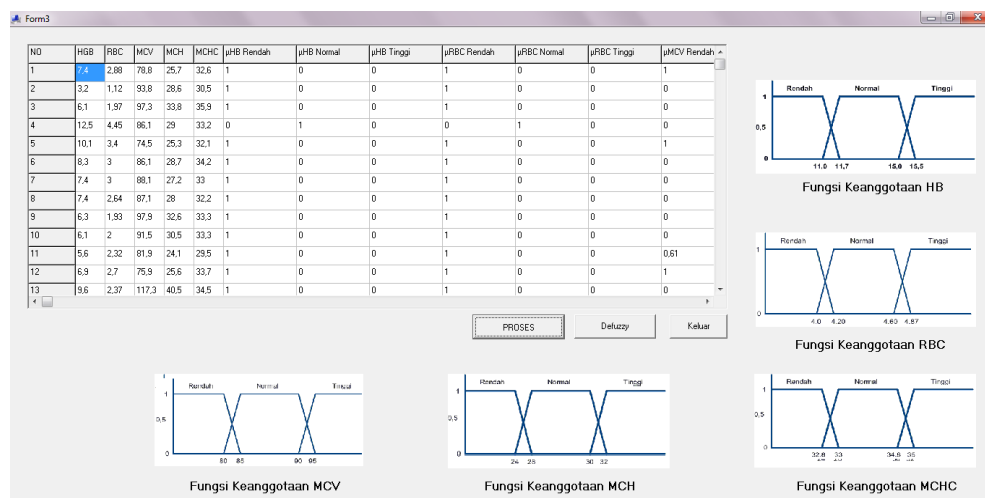 Form3
NO HGB RBC MCV MCH MCHC µHB Rendah µHB Normal µHB Tinggi µRBC Rendah µRBC Normal µRBC Tinggi µMCV Rendah
1 7,4 2,88 78,8 25,7 32,6 1 0 0 1 0 0 1
2 3,2 1,12 93,8 28,6 30,5 1 0 0 1 0 0 0
3 6,1 1,97 97,3 33,8 35,9 1 0 0 1 0 0 0
4 12,5 4,45 86,1 29 33,2 0 1 0 0 1 0 0
5 10,1 3,4 74,5 25,3 32,1 1 0 0 1 0 0 1
6 8,3 3 86,1 28,7 34,2 1 0 0 1 0 0 0
7 7,4 3 88,1 27,2 33 1 0 0 1 0 0 0
8 7,4 2,64 87,1 28 32,2 1 0 0 1 0 0 0
9 6,3 1,93 97,9 32,6 33,3 1 0 0 1 0 0 0
10 6,1 2 91,5 30,5 33,3 1 0 0 1 0 0 0
11 5,6 2,32 81,9 24,1 29,5 1 0 0 1 0 0 0,61
12 6,9 2,7 75,9 25,6 33,7 1 0 0 1 0 0 1
13 9,6 2,37 117,3 40,5 34,5 1 0 0 1 0 0 0
PROSES Defuzzy Keluar
Rendah Normal Tinggi
1
0,5
0
11,7 15,5
Fungsi Keanggotaan HB
Rendah Normal Tinggi
1
0
4.0 4.20 4.60 4.87
Fungsi Keanggotaan RBC
Rendah Normal Tinggi
1
0,5
0
80 85 90 95
Fungsi Keanggotaan MCV
Rendah Normal Tinggi
1
0,5
0
24 30 32
Fungsi Keanggotaan MCH
Rendah Normal Tinggi
1
0,5
0
32.8 33 35
Fungsi Keanggotaan MCHC